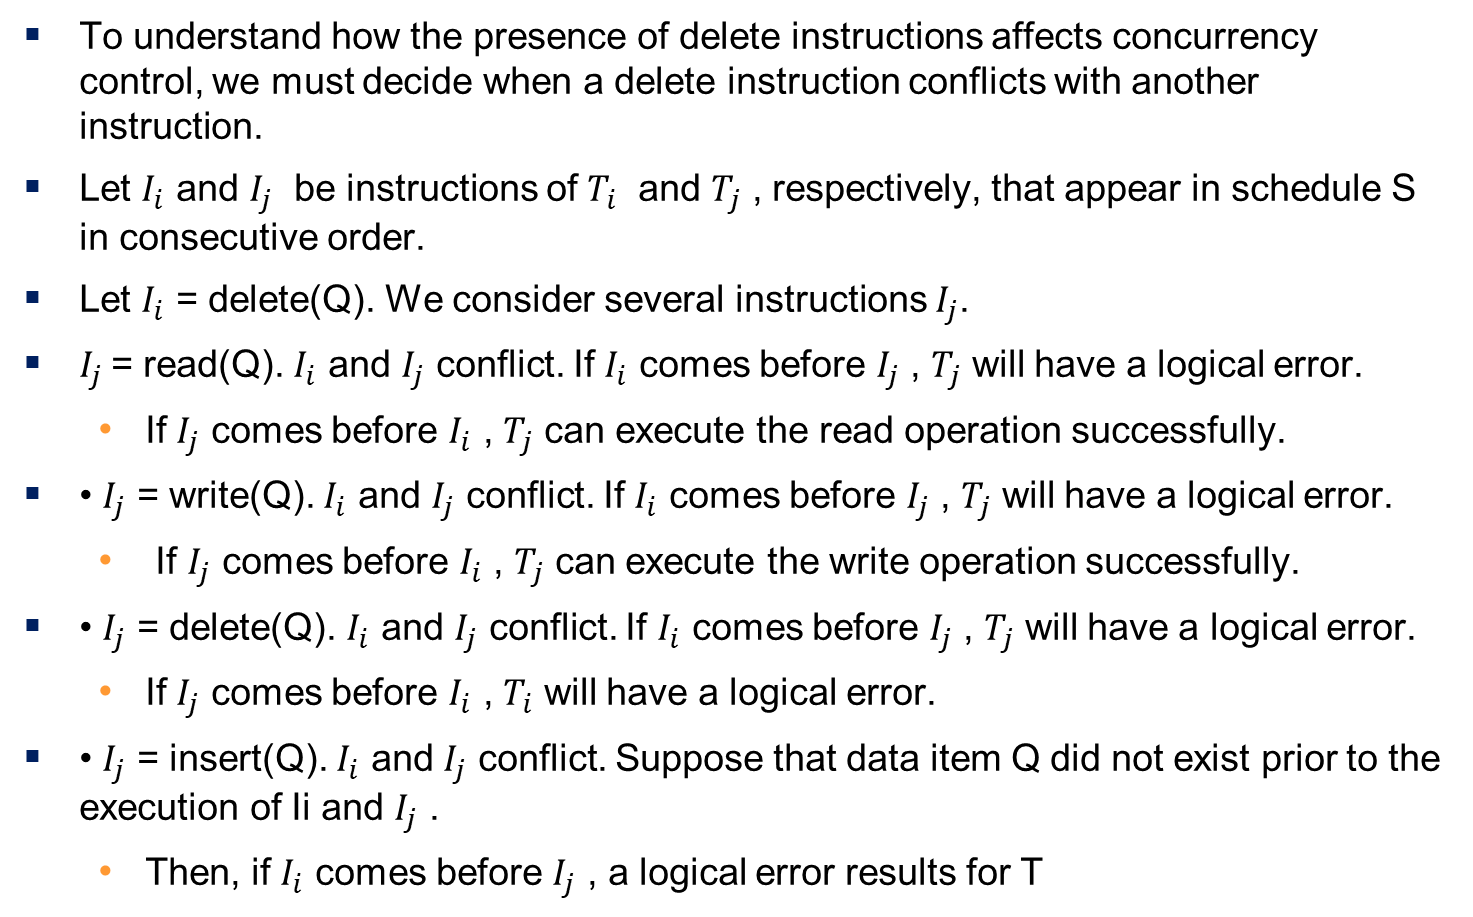 ▪ To understand how the presence of delete instructions affects concurrency
control, we must decide when a delete instruction conflicts with another
instruction.
▪ Let 𝐼𝑖 and 𝐼𝑗 be instructions of 𝑇𝑖 and 𝑇𝑗 , respectively, that appear in schedule S
in consecutive order.
▪ Let 𝐼𝑖 = delete(Q). We consider several instructions 𝐼𝑗.
▪ 𝐼𝑗 = read(Q). 𝐼𝑖 and 𝐼𝑗 conflict. If 𝐼𝑖 comes before 𝐼𝑗 , 𝑇𝑗 will have a logical error.
• If 𝐼𝑗 comes before 𝐼𝑖 , 𝑇𝑗 can execute the read operation successfully.
▪ • 𝐼𝑗 = write(Q). 𝐼𝑖 and 𝐼𝑗 conflict. If 𝐼𝑖 comes before 𝐼𝑗 , 𝑇𝑗 will have a logical error.
• If 𝐼𝑗 comes before 𝐼𝑖 , 𝑇𝑗 can execute the write operation successfully.
▪ • 𝐼𝑗 = delete(Q). 𝐼𝑖 and 𝐼𝑗 conflict. If 𝐼𝑖 comes before 𝐼𝑗 , 𝑇𝑗 will have a logical error.
• If 𝐼𝑗 comes before 𝐼𝑖 , 𝑇𝑖 will have a logical error.
▪ • 𝐼𝑗 = insert(Q). 𝐼𝑖 and 𝐼𝑗 conflict. Suppose that data item Q did not exist prior to the
execution of Ii and 𝐼𝑗 .
• Then, if 𝐼𝑖 comes before 𝐼𝑗 , a logical error results for T